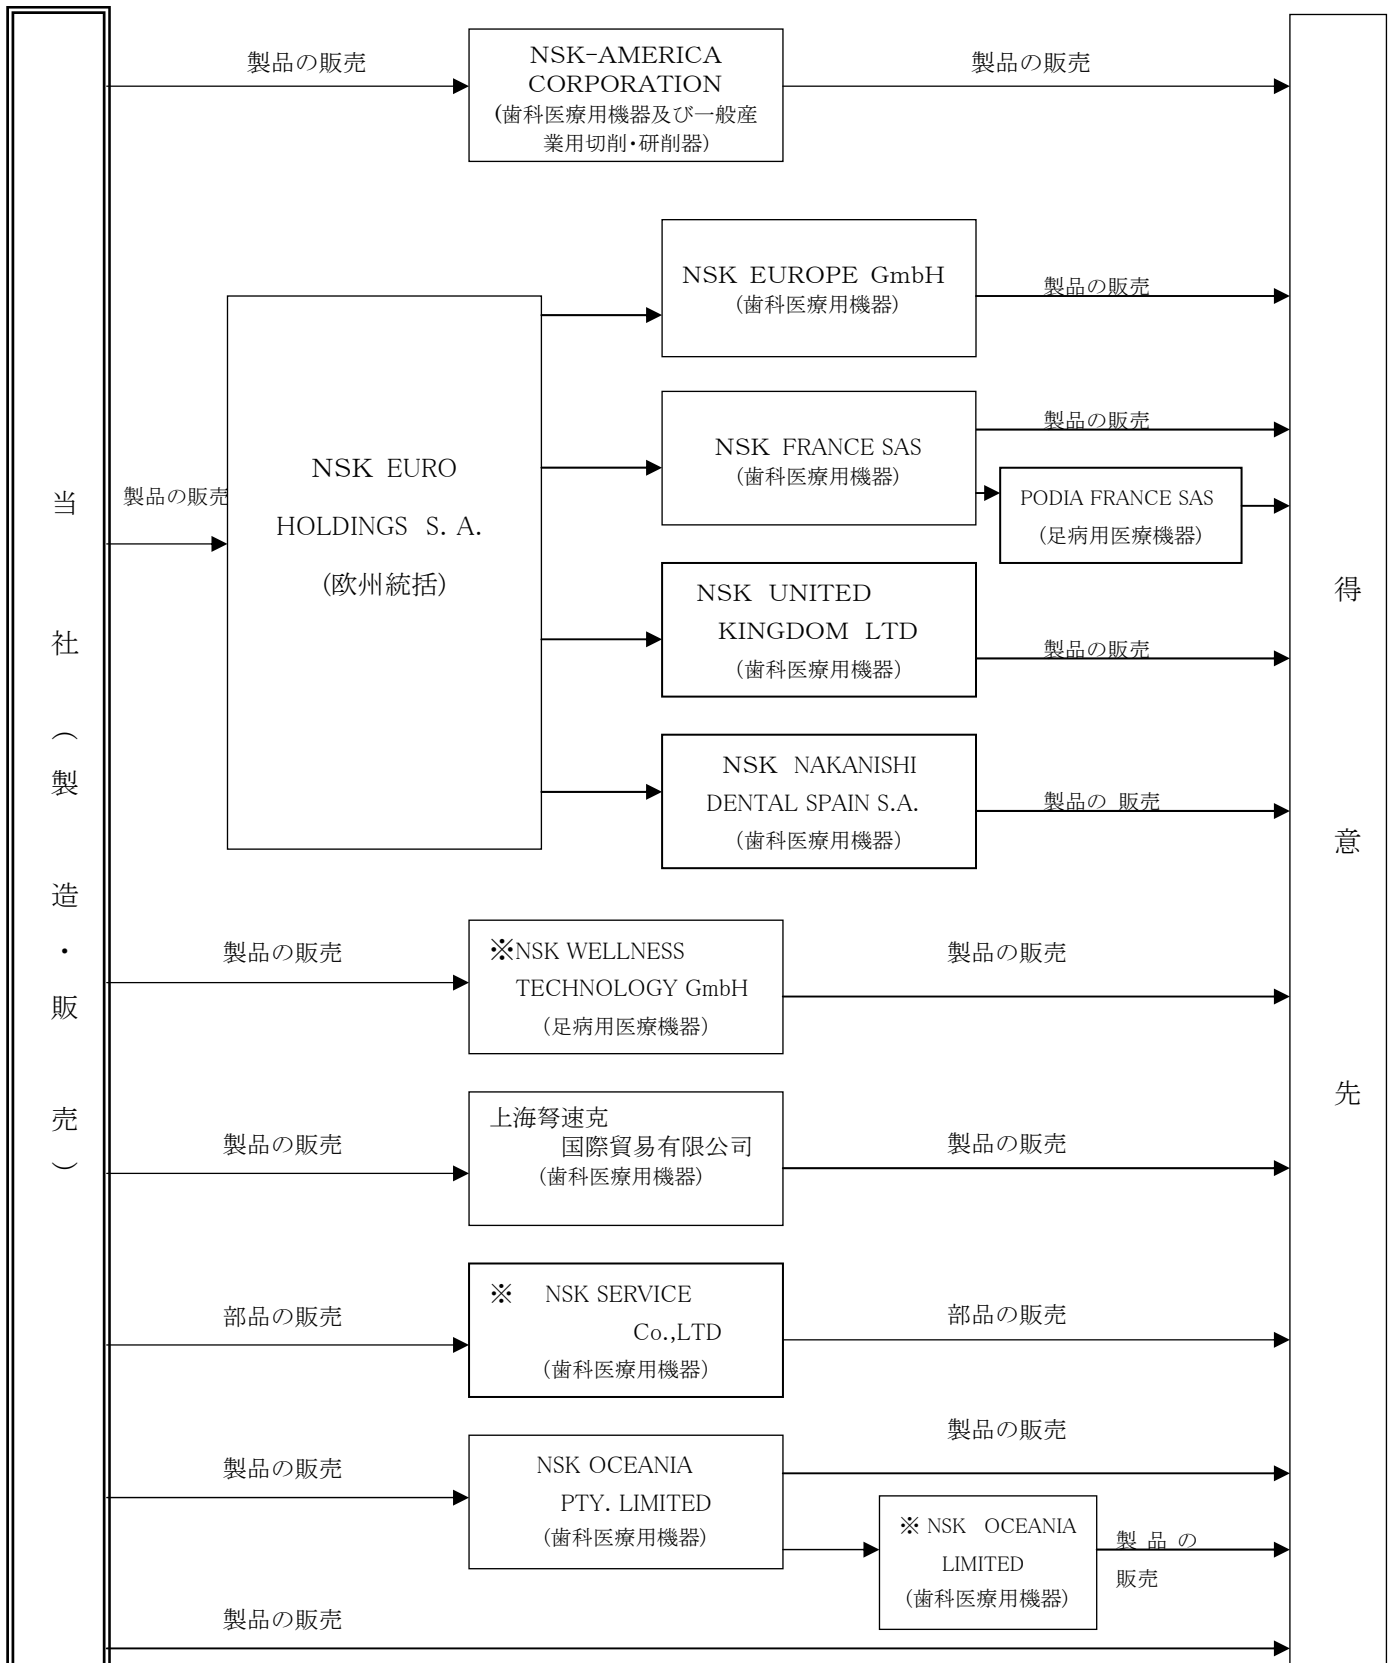 製品の販売
NSK-AMERICA
CORPORATION
(歯科医療用機器及び一般産
業用切削・研削器)
製品の販売
NSK EUROPE GmbH
(歯科医療用機器)
製品の販売
NSK EURO
HOLDINGS S. A.
(欧州統括)
製品の販売
NSK FRANCE SAS
(歯科医療用機器)
製品の販売
PODIA FRANCE SAS
(足病用医療機器)
NSK UNITED
KINGDOM LTD
(歯科医療用機器)
製品の販売
NSK NAKANISHI
DENTAL SPAIN S.A.
(歯科医療用機器)
製品の 販売
当社(製造・販売)
得意先
製品の販売
※NSK WELLNESS
TECHNOLOGY GmbH
(足病用医療機器)
製品の販売
製品の販売
上海弩速克
国際貿易有限公司
(歯科医療用機器)
製品の販売
部品の販売
※ NSK SERVICE
Co.,LTD
(歯科医療用機器)
部品の販売
製品の販売
NSK OCEANIA
PTY. LIMITED
(歯科医療用機器)
製品の販売
※ NSK OCEANIA
LIMITED
(歯科医療用機器)
製 品 の
販売
製品の販売